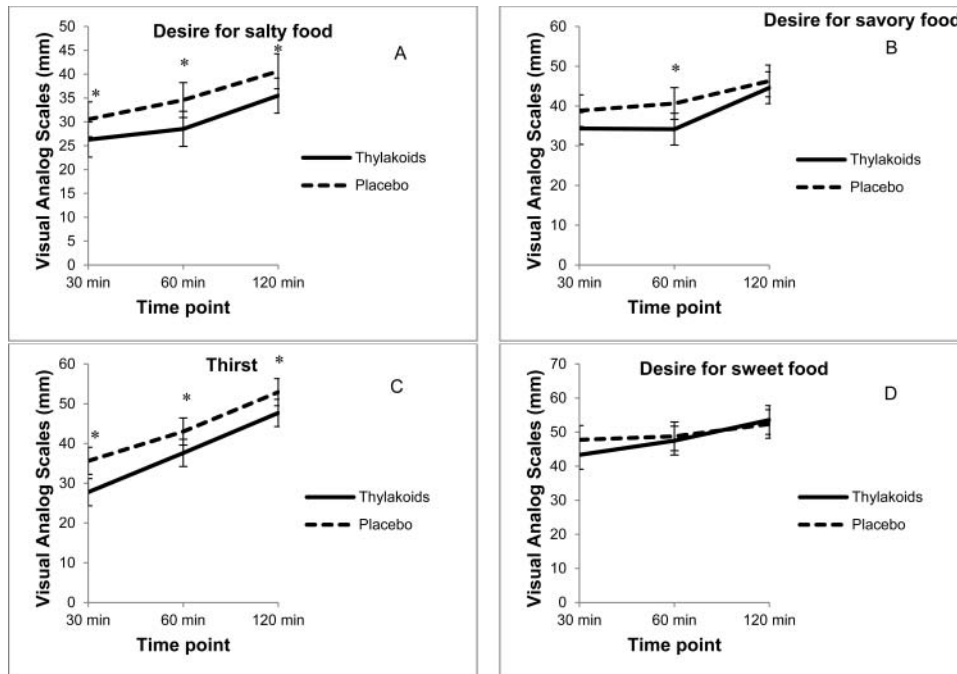 Desire for salty food
A
Visual Analog Scales (mm)
50
45
40
35
30
25
20
15
10
5
0
*
*
*
Thylakoids
Placebo
30 min
60 min
120 min
Time point
Desire for savory food
B
Visual Analog Scales (mm)
60
50
40
30
20
10
0
*
Thylakoids
Placebo
30 min
60 min
120 min
Time point
Thirst
C
Visual Analog Scales (mm)
60
50
40
30
20
10
0
*
*
*
Thylakoids
Placebo
30 min
60 min
120 min
Time point
Desire for sweet food
D
Visual Analog Scales (mm)
70
60
50
40
30
20
10
0
Thylakoids
Placebo
30 min
60 min
120 min
Time point